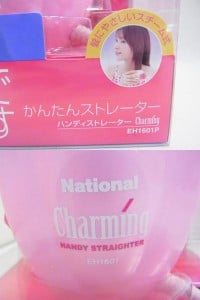 髪にやさしいスチーム式
です
かんたんストレーター
ハンディストレーター Charming
EH1601P
National
Charming
HANDY STRAIGHTER
EH1601